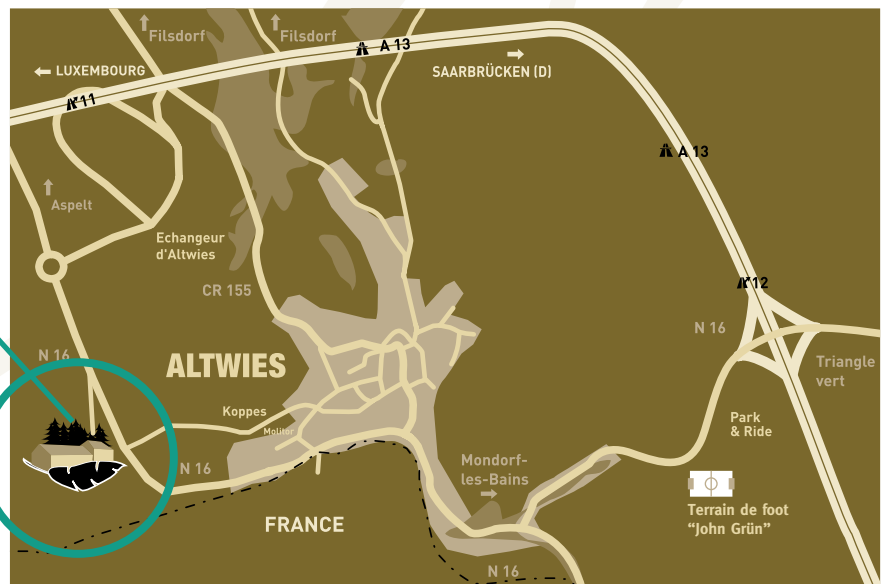 Filsdorf
Filsdorf
A 13
LUXEMBOURG
SAARBRÜCKEN (D)
11
A 13
Aspelt
Echangeur
d'Altwies
CR 155
12
N 16
N 16
ALTWIES
Triangle
vert
Koppes
Molitor
Park
& Ride
N 16
Mondorf-
les-Bains
Terrain de foot
“John Grün”
FRANCE
N 16